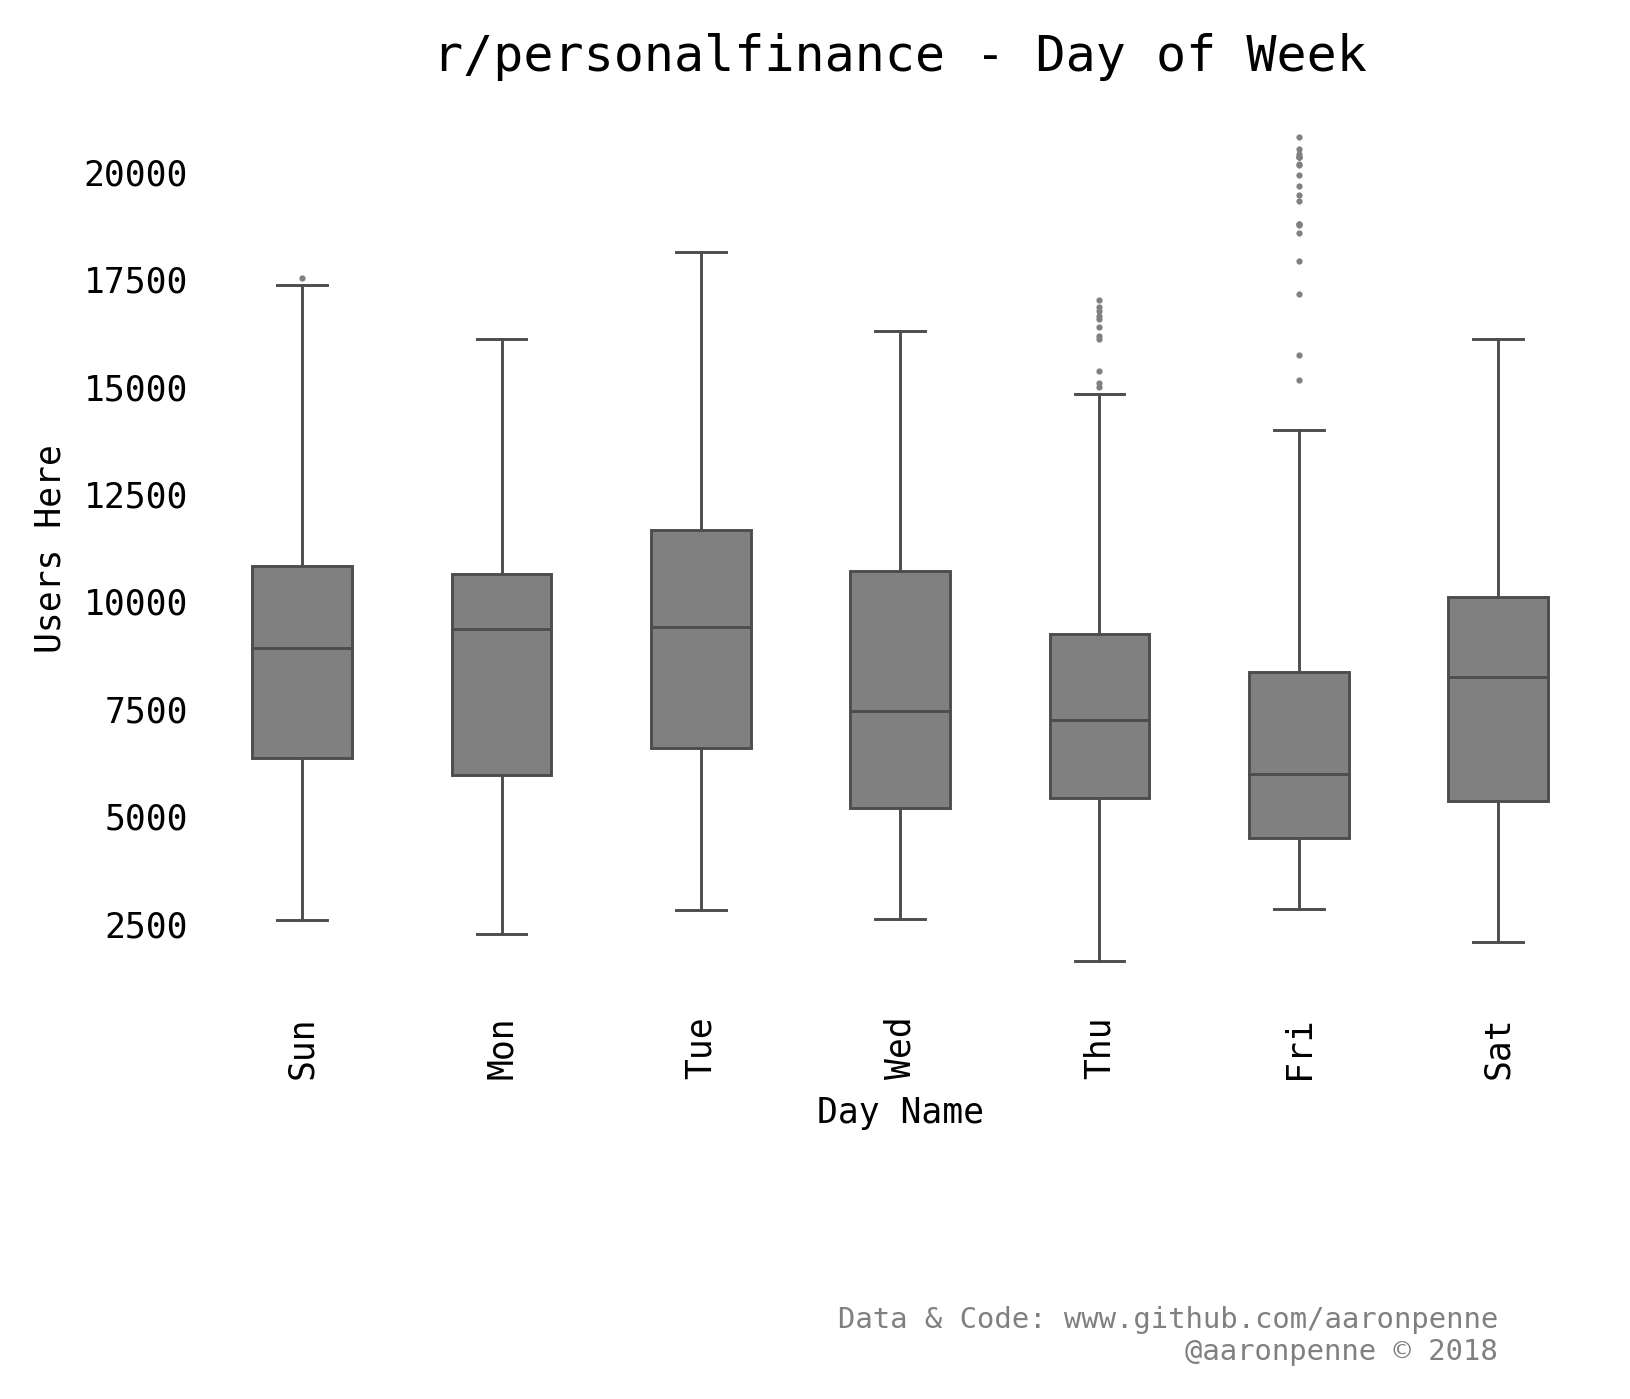 r/personalfinance - Day of Week
20000
17500
15000
12500
10000
7500
5000
2500
Users Here
Sun
Mon
Tue
Wed
Thu
Fri
Sat
Day Name
Data & Code: www.github.com/aaronpenne
@aaronpenne © 2018